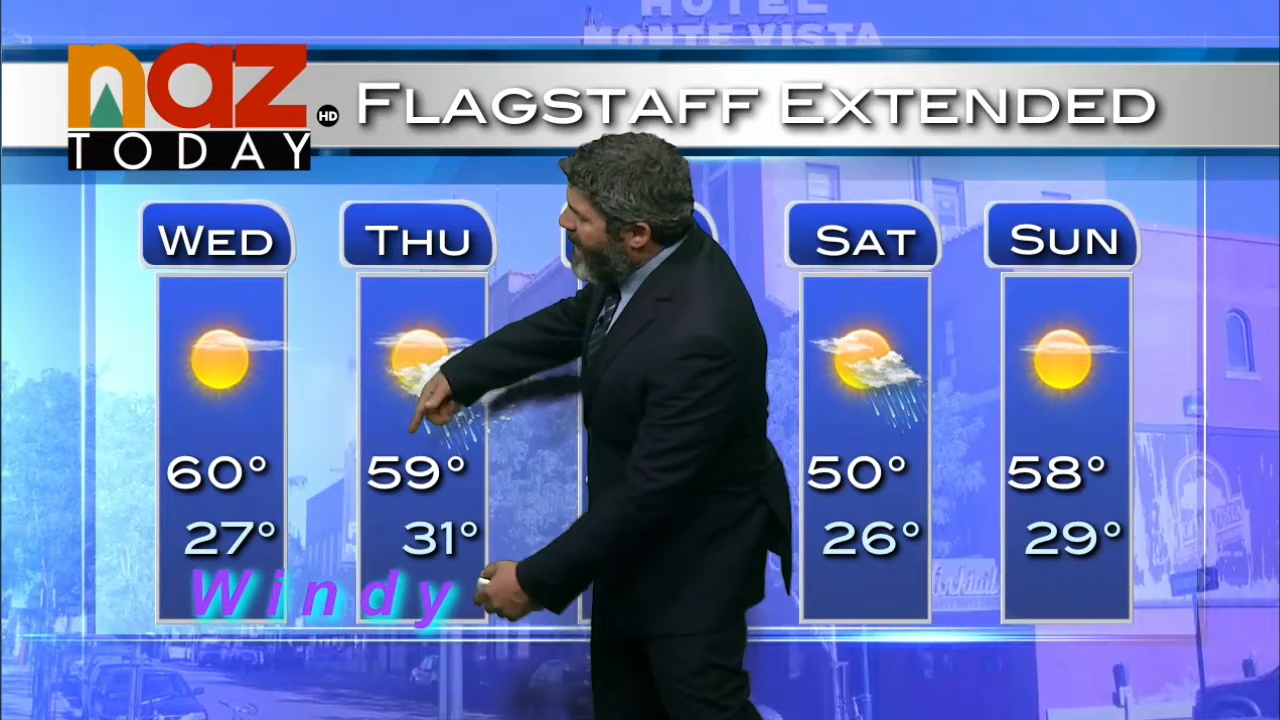 HOTEL
MONTE VISTA
naz
TODAY HD
FLAGSTAFF EXTENDED
WED THU SAT SUN
60° 59° 50° 58°
27° 31° 26° 29°
Windy
Cocktail